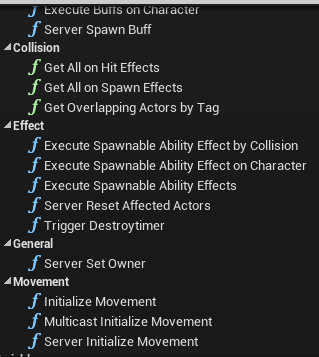 Execute Buffs on Character
Server Spawn Buff
Collision
Get All on Hit Effects
Get All on Spawn Effects
Get Overlapping Actors by Tag
Effect
Execute Spawnable Ability Effect by Collision
Execute Spawnable Ability Effect on Character
Execute Spawnable Ability Effects
Server Reset Affected Actors
Trigger Destroytimer
General
Server Set Owner
Movement
Initialize Movement
Multicast Initialize Movement
Server Initialize Movement